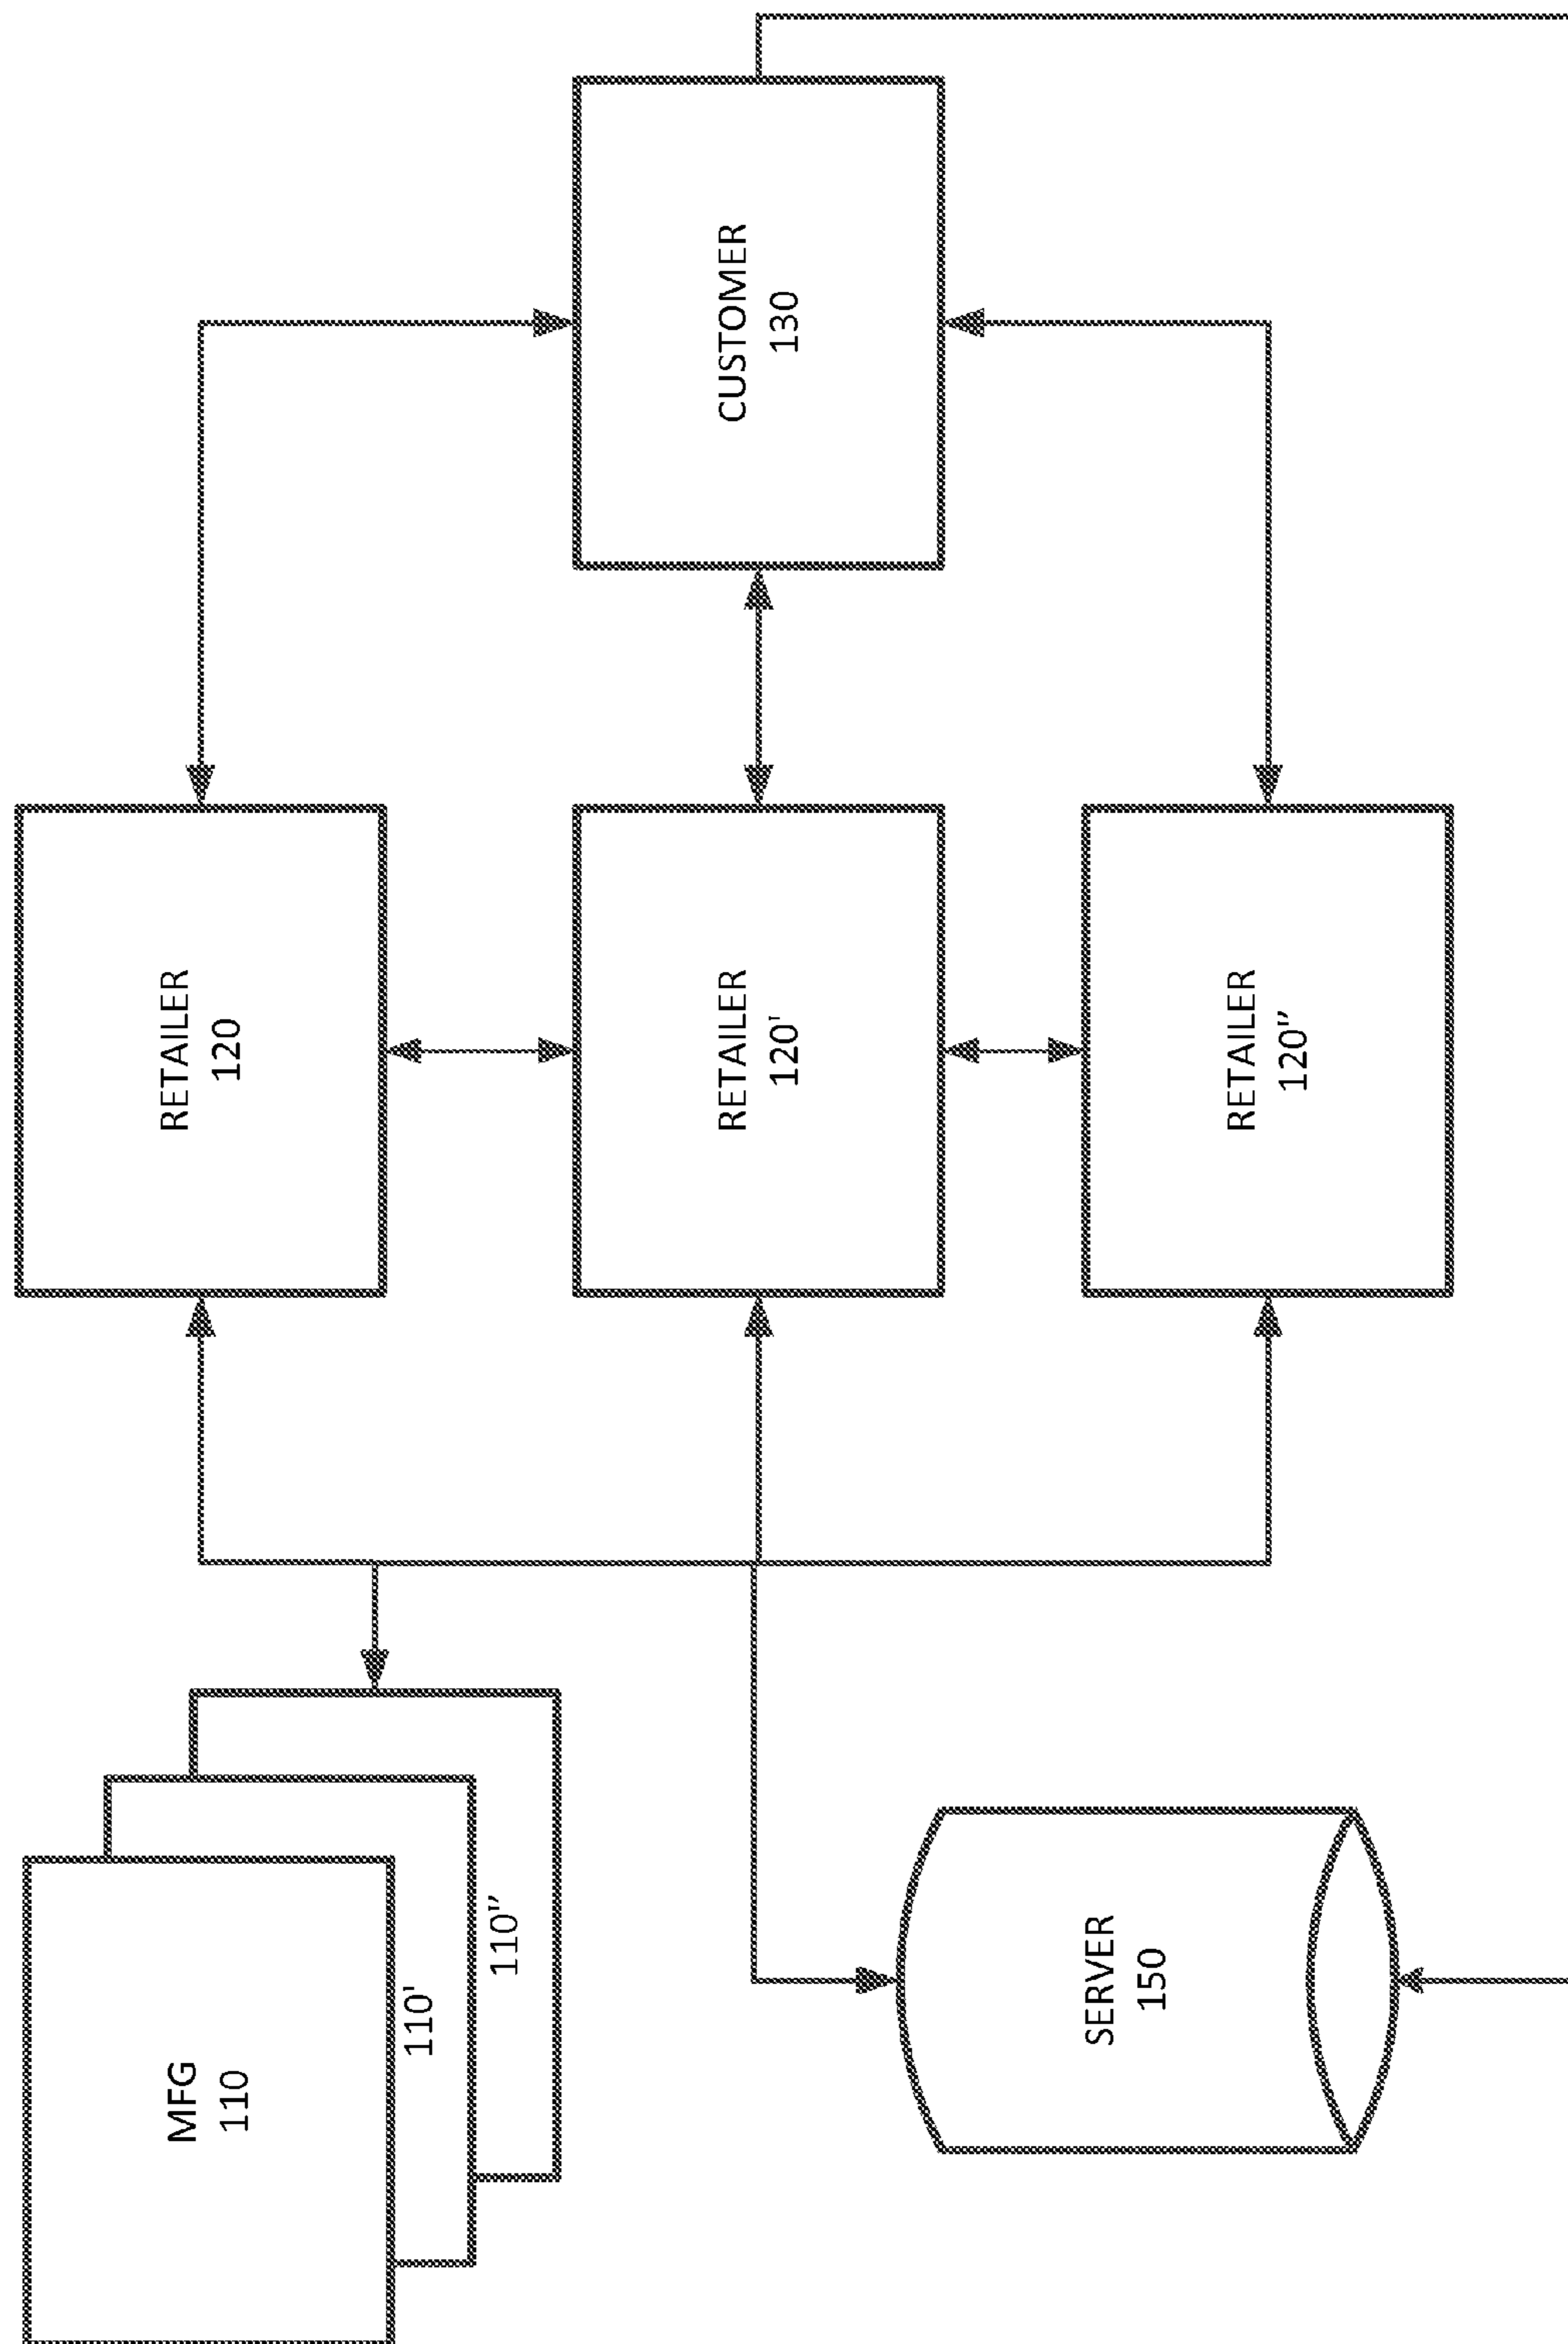 MFG
110
110'
110"
RETAILER
120
RETAILER
120'
RETAILER
120"
CUSTOMER
130
SERVER
150